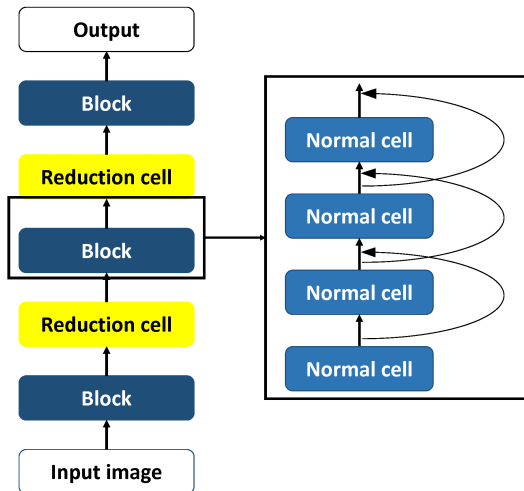 Output
Block
Reduction cell
Block
Reduction cell
Block
Input image
Normal cell
Normal cell
Normal cell
Normal cell